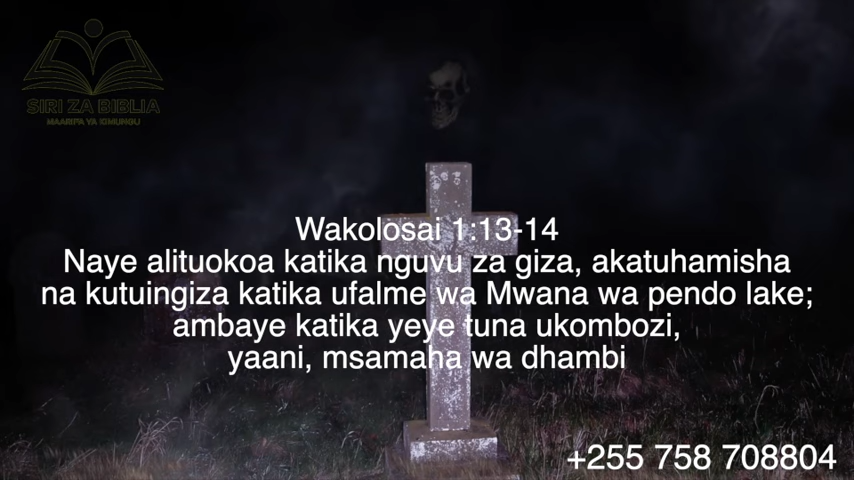 SIRI ZA BIBLIA
MAARIFA YA KIMUNGU
Wakolosai 1:13-14
Naye alituokoa katika nguvu za giza, akatuhamisha
na kutuingiza katika ufalme wa Mwana wa pendo lake;
ambaye katika yeye tuna ukombozi,
yaani, msamaha wa dhambi
+255 758 708804